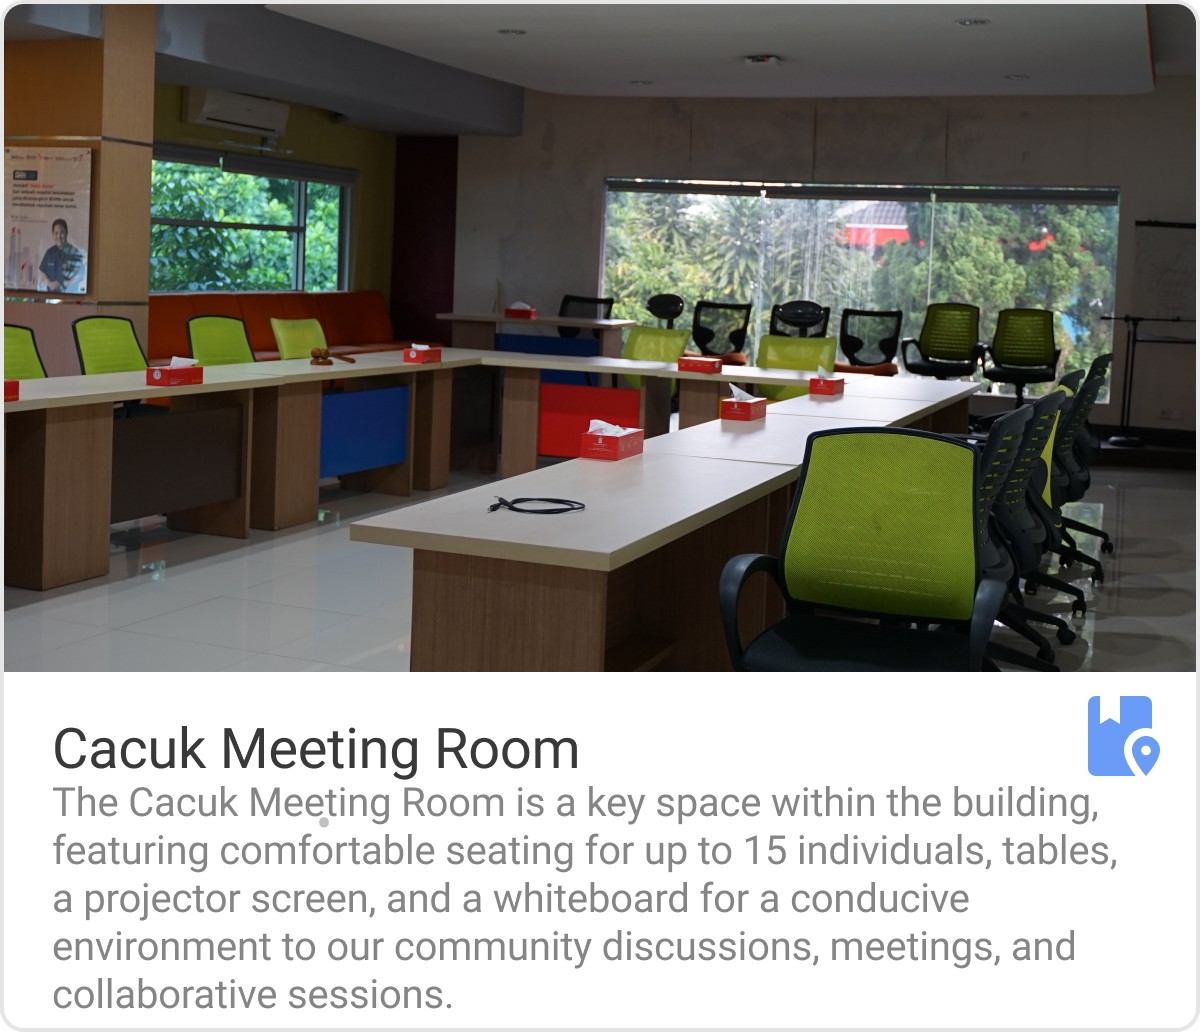 Cacuk Meeting Room
The Cacuk Meeting Room is a key space within the building,
featuring comfortable seating for up to 15 individuals, tables,
a projector screen, and a whiteboard for a conducive
environment to our community discussions, meetings, and
collaborative sessions.